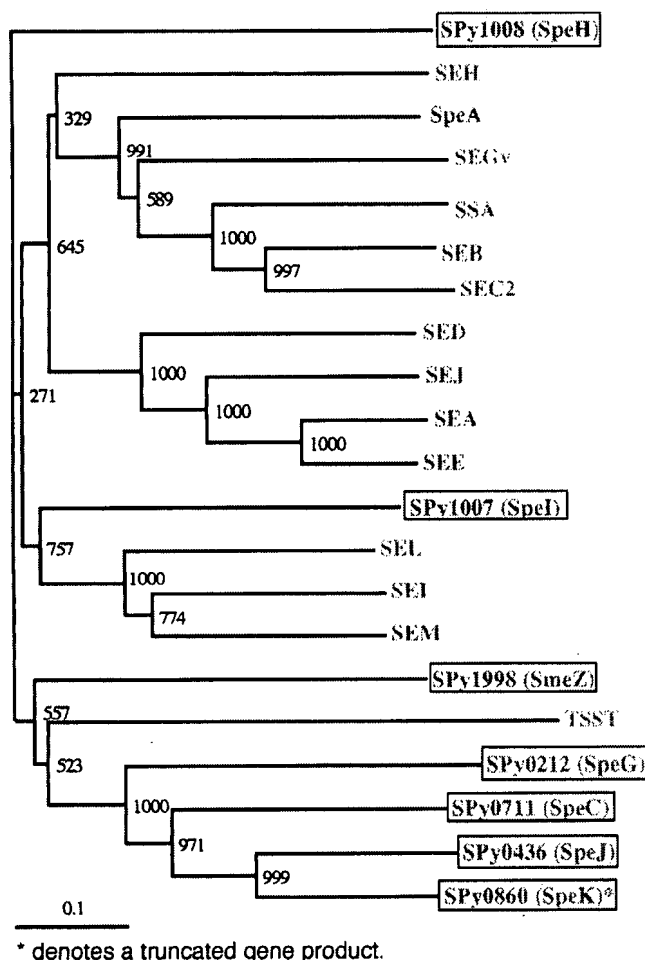 SPy1008 (SpeH)
SEH
329
SpeA
991
SEGv
589
SSA
1000
SEB
645
997
SEC2
SED
1000
SEJ
271
1000
SEA
1000
SEE
SPy1007 (SpeI)
757
SEL
1000
SEI
774
SEM
SPy1998 (SmeZ)
557
TSST
523
SPy0212 (SpeG)
1000
SPy0711 (SpeC)
971
SPy0436 (SpeJ)
999
SPy0860 (SpeK)*
0.1
* denotes a truncated gene product.